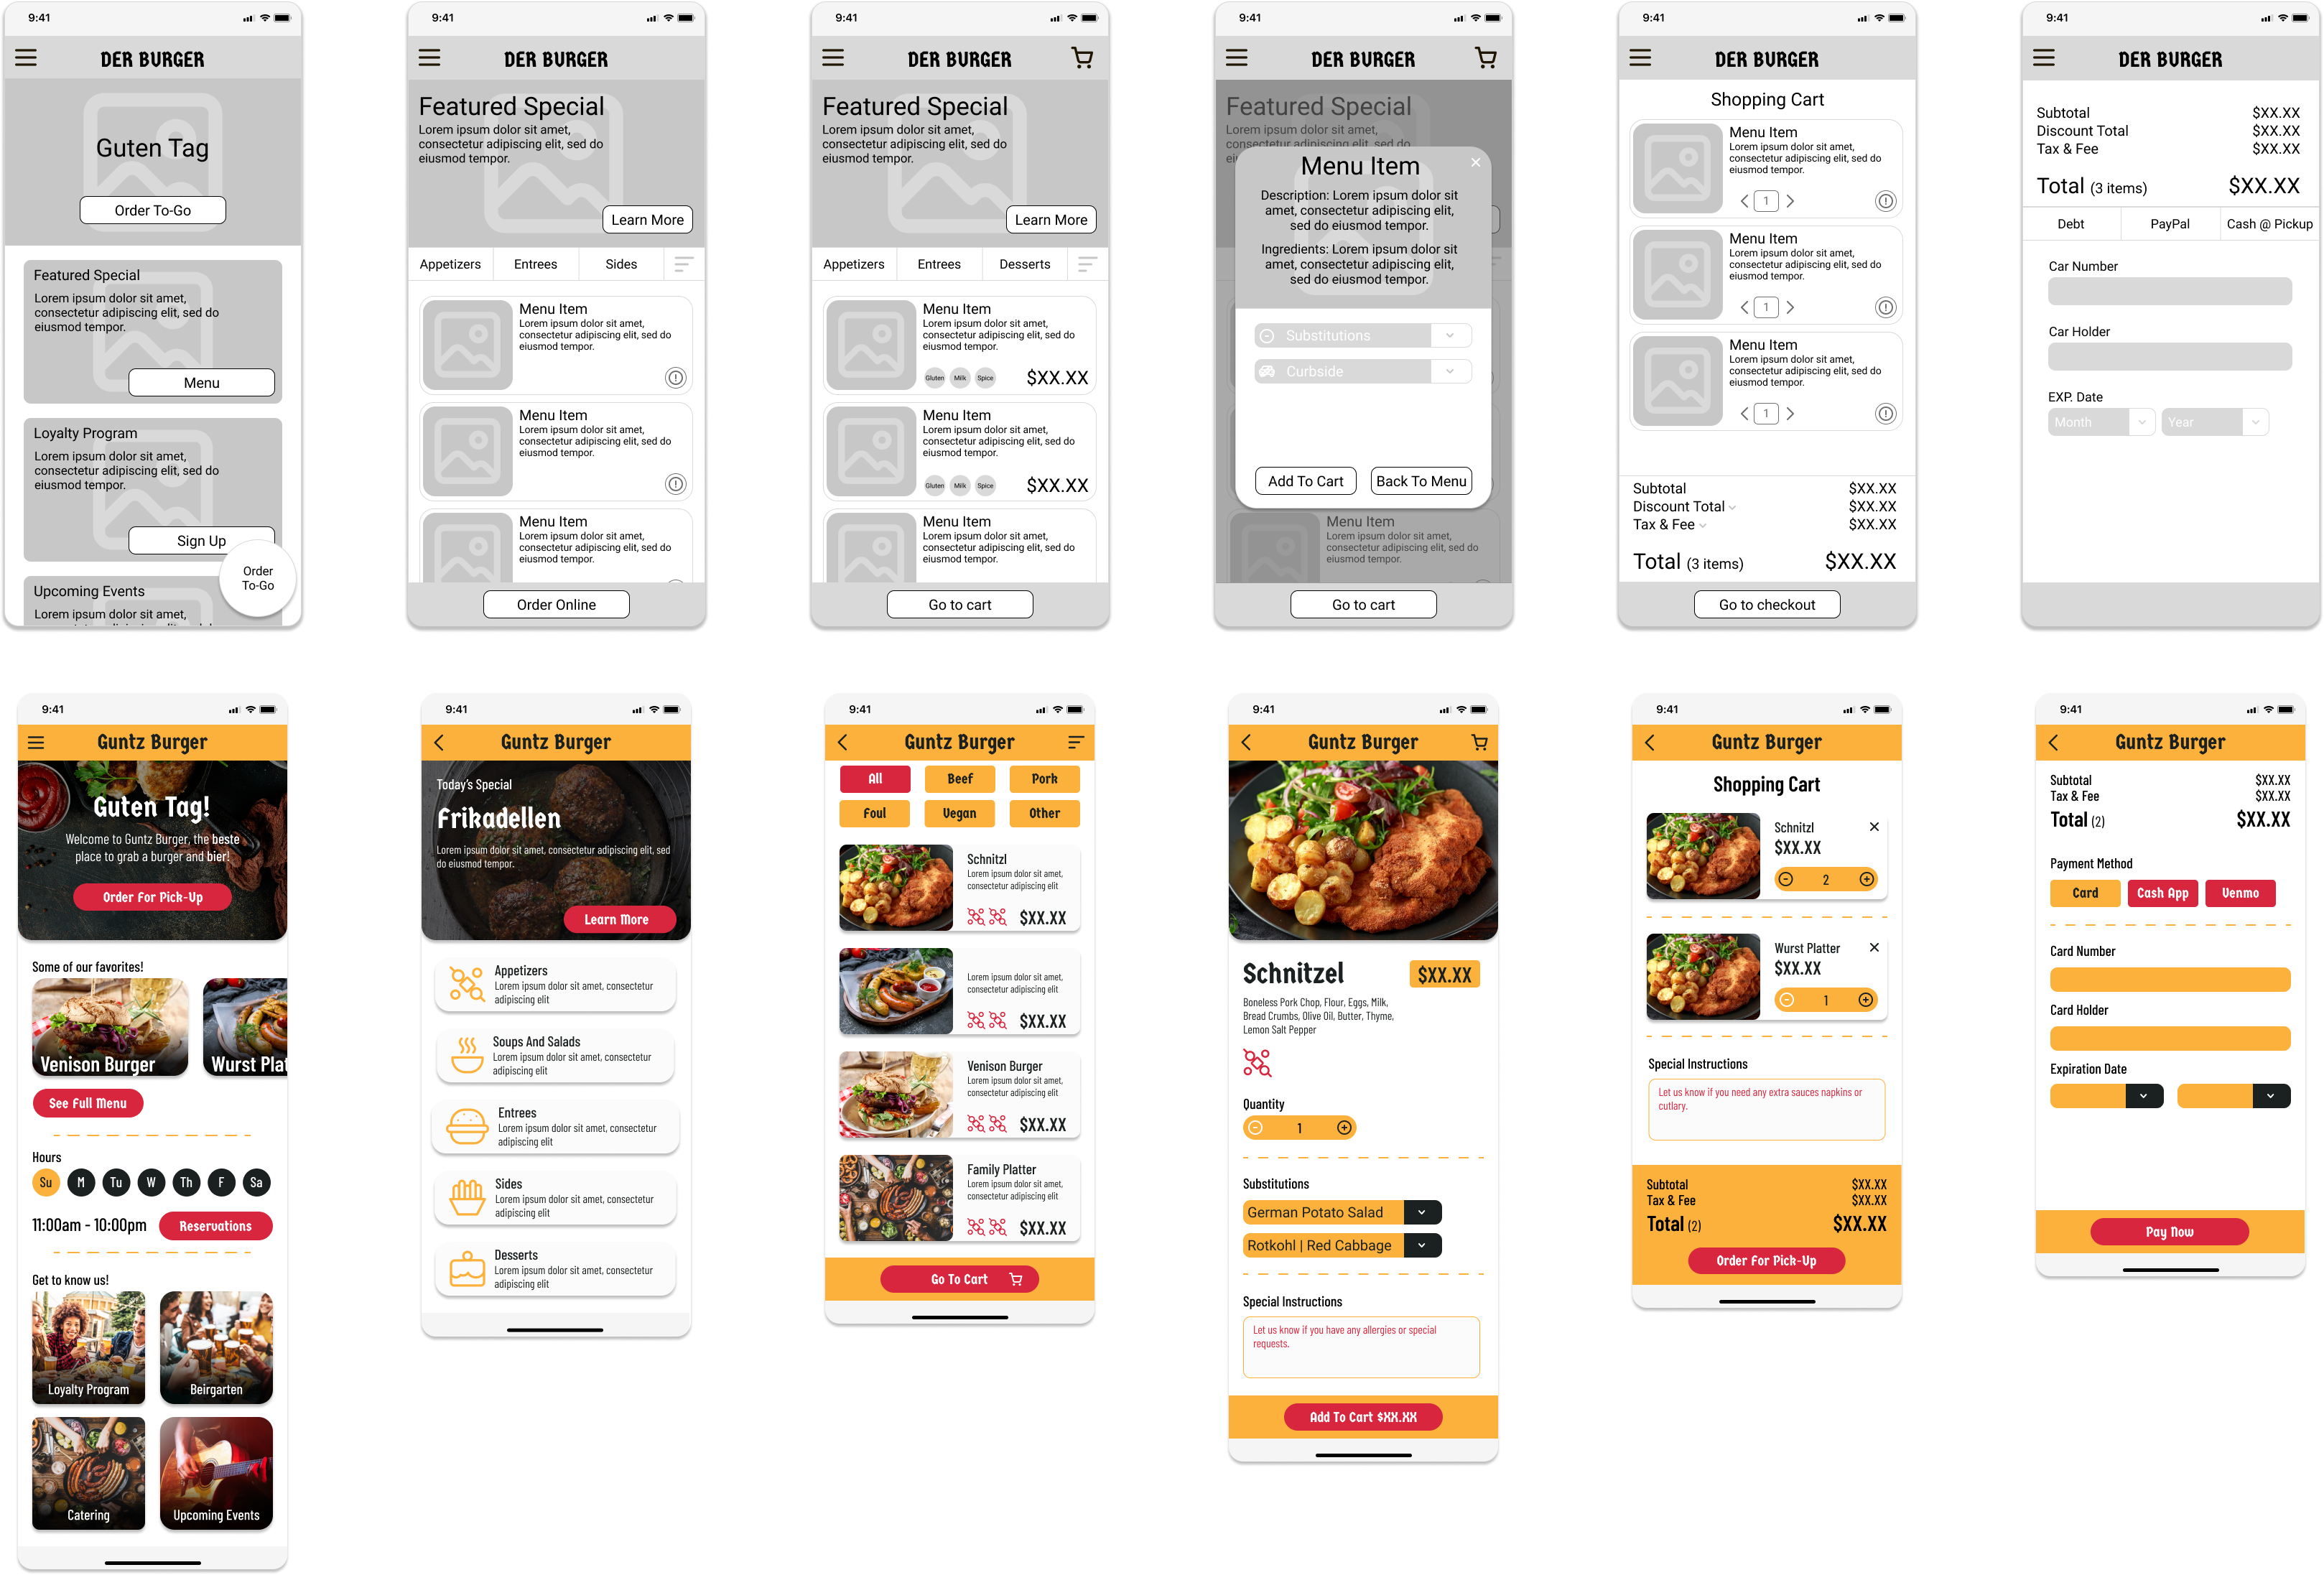 9:41
DER BURGER
Guten Tag
Order To-Go
Featured Special
Lorem ipsum dolor sit amet,
consectetur adipiscing elit, sed do
eiusmod tempor.
Menu
Loyalty Program
Lorem ipsum dolor sit amet,
consectetur adipiscing elit, sed do
eiusmod tempor.
Sign Up
Order
To-Go
Upcoming Events
Lorem ipsum dolor sit amet,
9:41
DER BURGER
Featured Special
Lorem ipsum dolor sit amet,
consectetur adipiscing elit, sed do
eiusmod tempor.
Learn More
Appetizers Entrees Sides
Menu Item
Lorem ipsum dolor sit amet,
consectetur adipiscing elit, sed do
eiusmod tempor.
Menu Item
Lorem ipsum dolor sit amet,
consectetur adipiscing elit, sed do
eiusmod tempor.
Menu Item
Lorem ipsum dolor sit amet,
consectetur adipiscing elit, sed do
eiusmod tempor.
Order Online
9:41
DER BURGER
Featured Special
Lorem ipsum dolor sit amet,
consectetur adipiscing elit, sed do
eiusmod tempor.
Learn More
Appetizers Entrees Desserts
Menu Item
Lorem ipsum dolor sit amet,
consectetur adipiscing elit, sed do
eiusmod tempor.
Gluten Milk Spice $XX.XX
Menu Item
Lorem ipsum dolor sit amet,
consectetur adipiscing elit, sed do
eiusmod tempor.
Gluten Milk Spice $XX.XX
Menu Item
Lorem ipsum dolor sit amet,
consectetur adipiscing elit, sed do
eiusmod tempor.
Go to cart
9:41
DER BURGER
Featured Special
Lorem ipsum dolor sit amet,
consectetur adipiscing elit, sed do
Menu Item
Description: Lorem ipsum dolor sit
amet, consectetur adipiscing elit,
sed do eiusmod tempor.
Ingredients: Lorem ipsum dolor sit
amet, consectetur adipiscing elit,
sed do eiusmod tempor.
Substitutions
Curbside
Add To Cart Back To Menu
Menu Item
Lorem ipsum dolor sit amet,
consectetur adipiscing elit, sed do
eiusmod tempor.
Go to cart
9:41
DER BURGER
Shopping Cart
Menu Item
Lorem ipsum dolor sit amet,
consectetur adipiscing elit, sed do
eiusmod tempor.
1
Menu Item
Lorem ipsum dolor sit amet,
consectetur adipiscing elit, sed do
eiusmod tempor.
1
Menu Item
Lorem ipsum dolor sit amet,
consectetur adipiscing elit, sed do
eiusmod tempor.
1
Subtotal $XX.XX
Discount Total $XX.XX
Tax & Fee $XX.XX
Total (3 items) $XX.XX
Go to checkout
9:41
DER BURGER
Subtotal $XX.XX
Discount Total $XX.XX
Tax & Fee $XX.XX
Total (3 items) $XX.XX
Debt PayPal Cash @ Pickup
Car Number
Car Holder
EXP. Date
Month Year
9:41
Guntz Burger
Guten Tag!
Welcome to Guntz Burger, the beste
place to grab a burger and bier!
Order For Pick-Up
Some of our favorites!
Venison Burger Wurst Plat
See Full Menu
Hours
Su M Tu W Th F Sa
11:00am - 10:00pm Reservations
Get to know us!
Loyalty Program Beirgarten
Catering Upcoming Events
9:41
Guntz Burger
Today's Special
Frikadellen
Lorem ipsum dolor sit amet, consectetur adipiscing elit, sed
do eiusmod tempor.
Learn More
Appetizers
Lorem ipsum dolor sit amet, consectetur
adipiscing elit
Soups And Salads
Lorem ipsum dolor sit amet, consectetur
adipiscing elit
Entrees
Lorem ipsum dolor sit amet, consectetur
adipiscing elit
Sides
Lorem ipsum dolor sit amet, consectetur
adipiscing elit
Desserts
Lorem ipsum dolor sit amet, consectetur
adipiscing elit
9:41
Guntz Burger
All Beef Pork
Foul Vegan Other
Schnitzl
Lorem ipsum dolor sit amet,
consectetur adipiscing elit
$XX.XX
Lorem ipsum dolor sit amet,
consectetur adipiscing elit
$XX.XX
Venison Burger
Lorem ipsum dolor sit amet,
consectetur adipiscing elit
$XX.XX
Family Platter
Lorem ipsum dolor sit amet,
consectetur adipiscing elit
$XX.XX
Go To Cart
9:41
Guntz Burger
Schnitzel $XX.XX
Boneless Pork Chop, Flour, Eggs, Milk,
Bread Crumbs, Olive Oil, Butter, Thyme,
Lemon Salt Pepper
Quantity
1
Substitutions
German Potato Salad
Rotkohl | Red Cabbage
Special Instructions
Let us know if you have any allergies or special
requests.
Add To Cart $XX.XX
9:41
Guntz Burger
Shopping Cart
Schnitzl
$XX.XX
2
Wurst Platter
$XX.XX
1
Special Instructions
Let us know if you need any extra sauces napkins or
cutlary.
Subtotal $XX.XX
Tax & Fee $XX.XX
Total (2) $XX.XX
Order For Pick-Up
9:41
Guntz Burger
Subtotal $XX.XX
Tax & Fee $XX.XX
Total (2) $XX.XX
Payment Method
Card Cash App Venmo
Card Number
Card Holder
Expiration Date
Pay Now